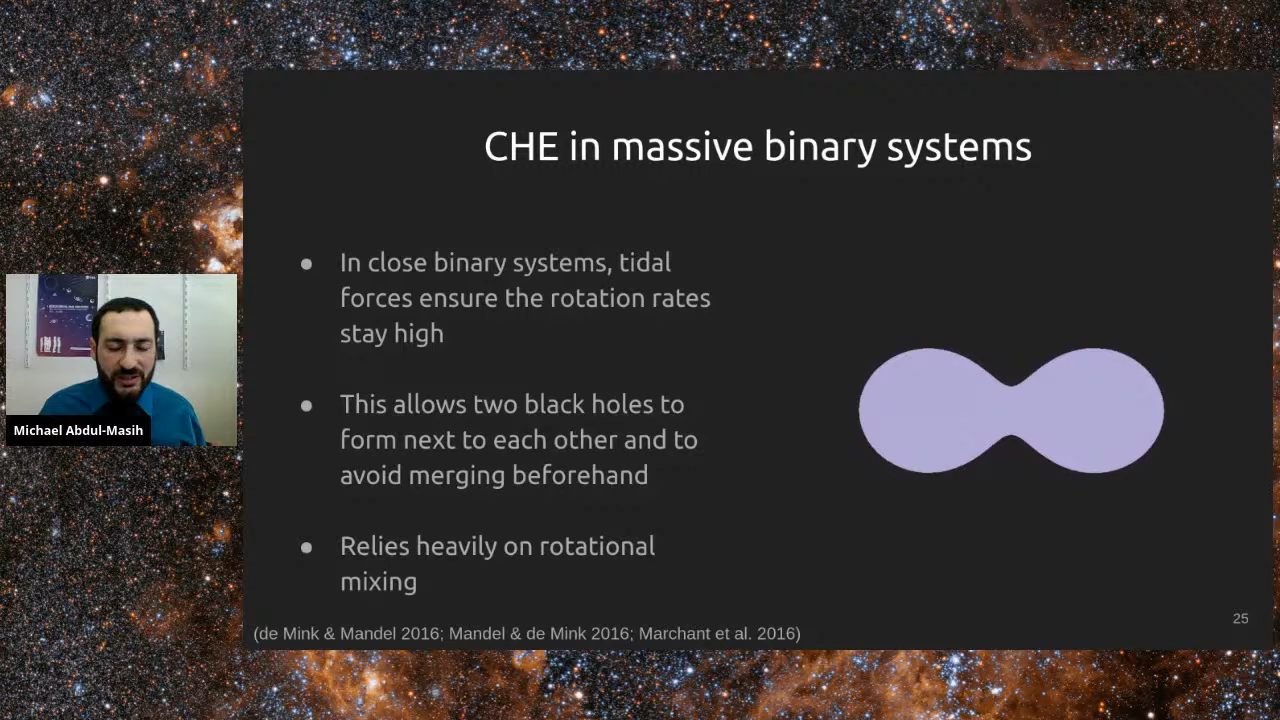 CHE in massive binary systems
● In close binary systems, tidal
forces ensure the rotation rates
stay high
● This allows two black holes to
form next to each other and to
avoid merging beforehand
● Relies heavily on rotational
mixing
(de Mink & Mandel 2016; Mandel & de Mink 2016; Marchant et al. 2016)
25
Michael Abdul-Masih